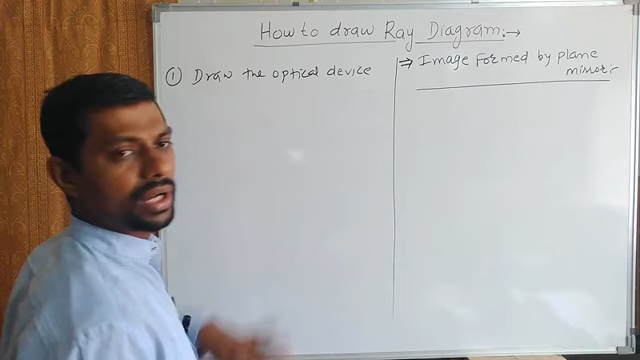 How to draw Ray Diagram:→
① Draw the optical device
⇒ Image formed by plane
mirror